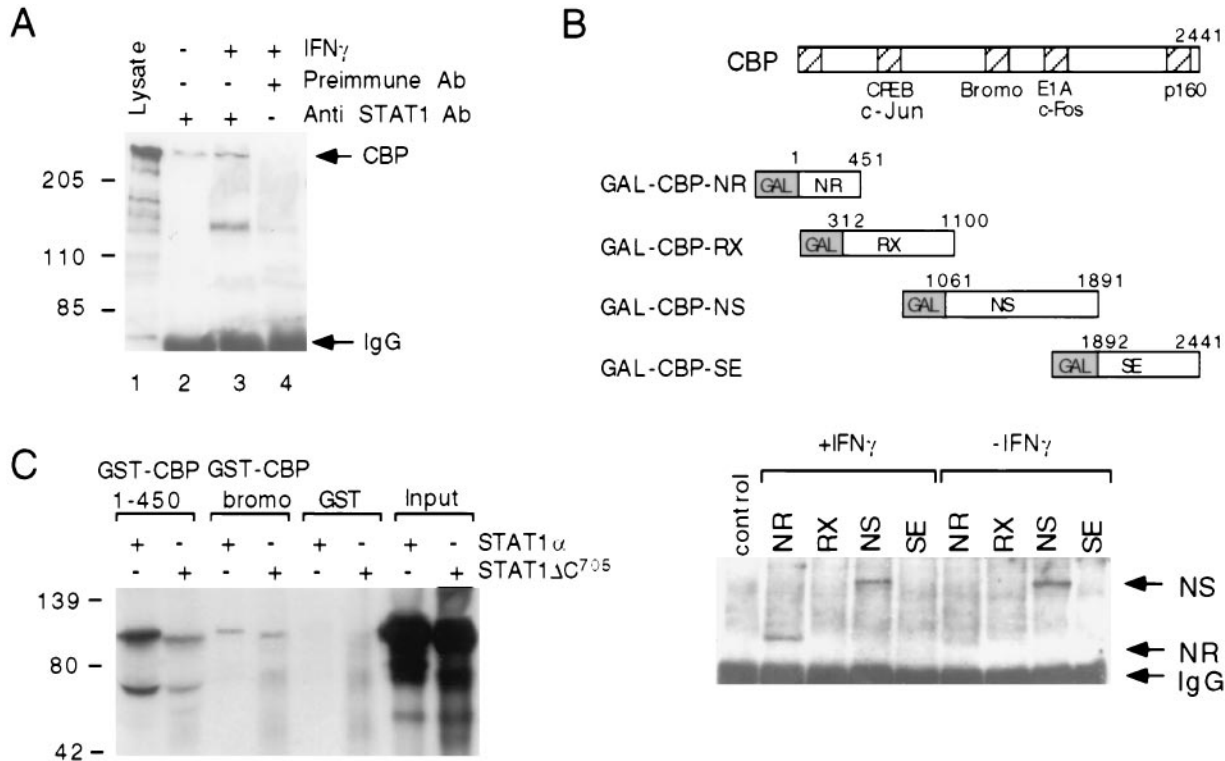 A
- + + IFNγ
- - + Preimmune Ab
+ + - Anti STAT1 Ab
Lysate
CBP
205
110
85
IgG
1 2 3 4
B
2441
CBP
CREB Bromo E1A p160
c-Jun c-Fos
1 451
GAL-CBP-NR GAL NR
312 1100
GAL-CBP-RX GAL RX
1061 1891
GAL-CBP-NS GAL NS
1892 2441
GAL-CBP-SE GAL SE
+IFNγ -IFNγ
control NR RX NS SE NR RX NS SE
NS
NR
IgG
C
GST-CBP GST-CBP
1-450 bromo GST Input
+ - + - + - + - STAT1α
- + - + - + - + STAT1ΔC705
139
80
42